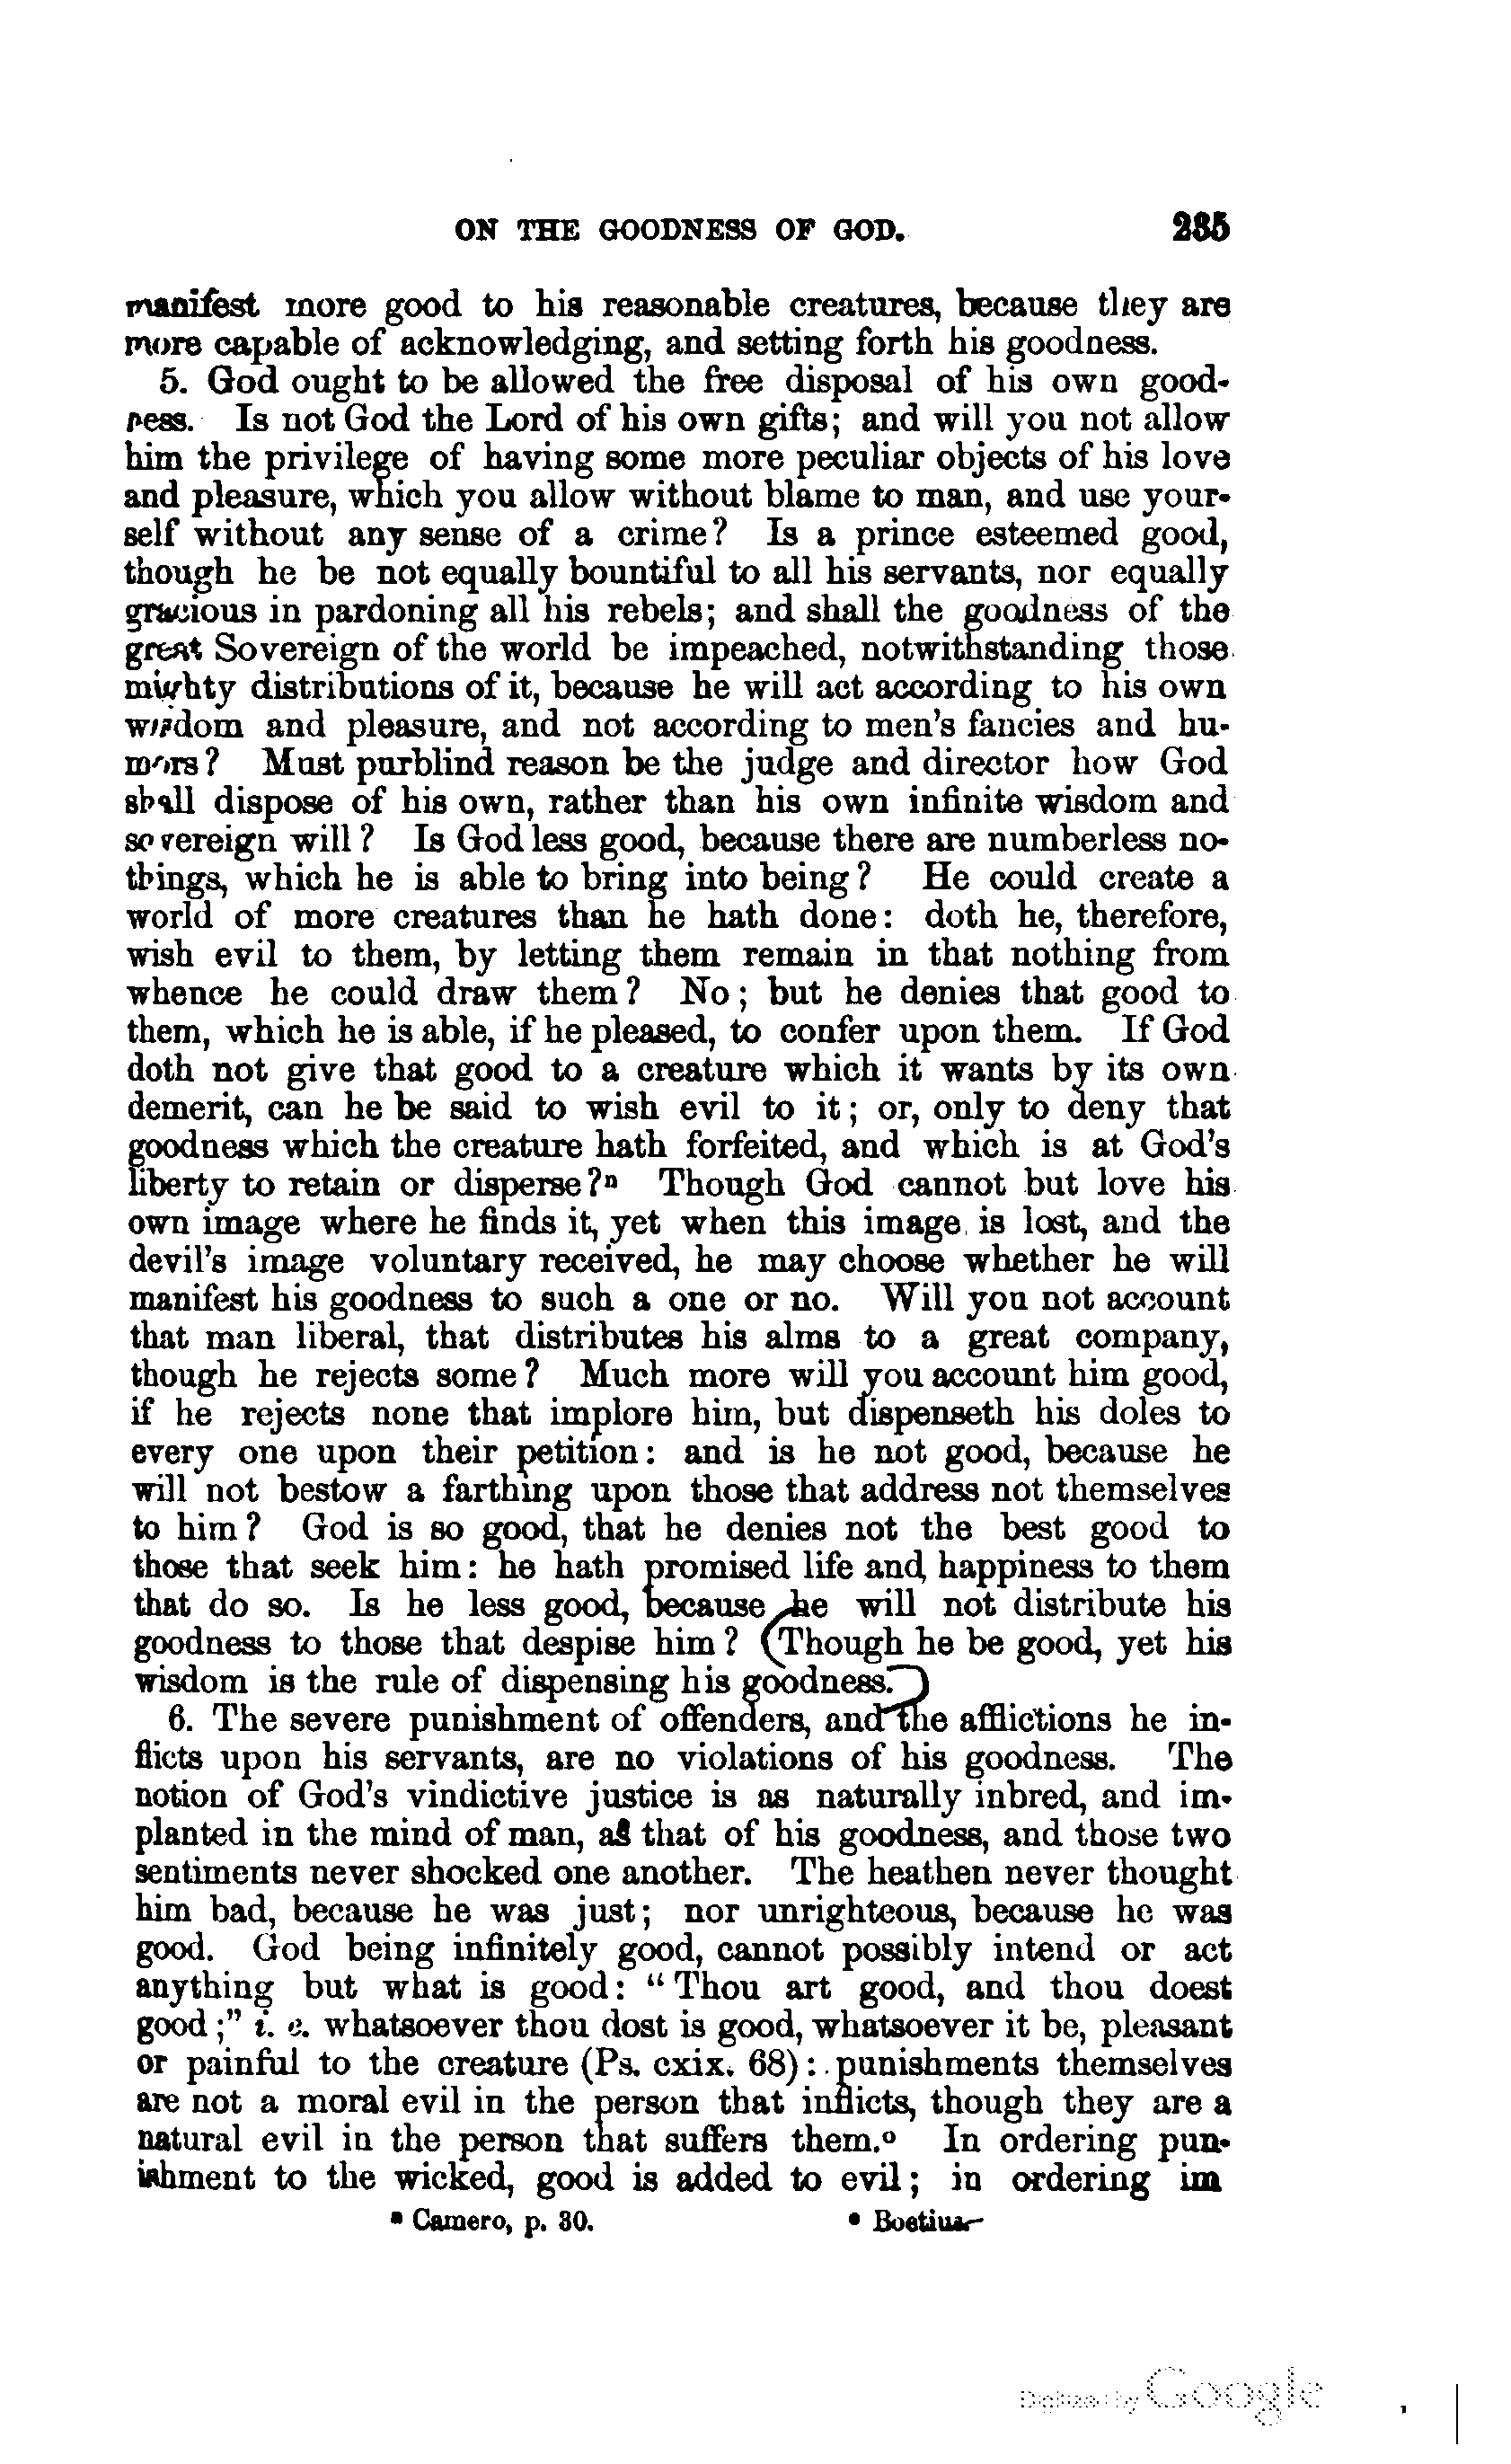 ON THE GOODNESS OF GOD. 235
manifest more good to his reasonable creatures, because they are
more capable of acknowledging, and setting forth his goodness.
5. God ought to be allowed the free disposal of his own good-
ness. Is not God the Lord of his own gifts; and will you not allow
him the privilege of having some more peculiar objects of his love
and pleasure, which you allow without blame to man, and use your-
self without any sense of a crime? Is a prince esteemed good,
though he be not equally bountiful to all his servants, nor equally
gracious in pardoning all his rebels; and shall the goodness of the
great Sovereign of the world be impeached, notwithstanding those
mighty distributions of it, because he will act according to his own
wisdom and pleasure, and not according to men's fancies and hu-
mors? Must purblind reason be the judge and director how God
shall dispose of his own, rather than his own infinite wisdom and
sovereign will? Is God less good, because there are numberless no-
things, which he is able to bring into being? He could create a
world of more creatures than he hath done: doth he, therefore,
wish evil to them, by letting them remain in that nothing from
whence he could draw them? No; but he denies that good to
them, which he is able, if he pleased, to confer upon them. If God
doth not give that good to a creature which it wants by its own
demerit, can he be said to wish evil to it; or, only to deny that
goodness which the creature hath forfeited, and which is at God's
liberty to retain or disperse?ⁿ Though God cannot but love his
own image where he finds it, yet when this image is lost, and the
devil's image voluntary received, he may choose whether he will
manifest his goodness to such a one or no. Will you not account
that man liberal, that distributes his alms to a great company,
though he rejects some? Much more will you account him good,
if he rejects none that implore him, but dispenseth his doles to
every one upon their petition: and is he not good, because he
will not bestow a farthing upon those that address not themselves
to him? God is so good, that he denies not the best good to
those that seek him: he hath promised life and happiness to them
that do so. Is he less good, because he will not distribute his
goodness to those that despise him? (Though he be good, yet his
wisdom is the rule of dispensing his goodness.)
6. The severe punishment of offenders, and the afflictions he in-
flicts upon his servants, are no violations of his goodness. The
notion of God's vindictive justice is as naturally inbred, and im-
planted in the mind of man, as that of his goodness, and those two
sentiments never shocked one another. The heathen never thought
him bad, because he was just; nor unrighteous, because he was
good. God being infinitely good, cannot possibly intend or act
anything but what is good: "Thou art good, and thou doest
good;" i. e. whatsoever thou dost is good, whatsoever it be, pleasant
or painful to the creature (Ps. cxix. 68): punishments themselves
are not a moral evil in the person that inflicts, though they are a
natural evil in the person that suffers them.º In ordering pun-
ishment to the wicked, good is added to evil; in ordering im
ⁿ Camero, p. 30. º Boetius
Digitized by Google